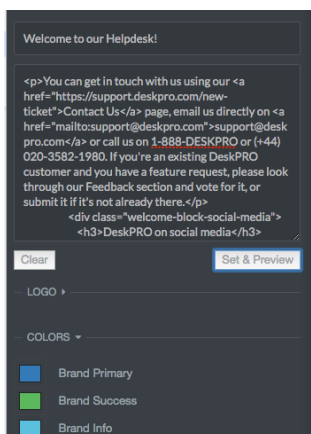 Welcome to our Helpdesk!
<p>You can get in touch with us using our <a
href="https://support.deskpro.com/new-
ticket">Contact Us</a> page, email us directly on <a
href="mailto:support@deskpro.com">support@desk
pro.com</a> or call us on 1-888-DESKPRO or (+44)
020-3582-1980. If you're an existing DeskPRO
customer and you have a feature request, please look
through our Feedback section and vote for it, or
submit it if it's not already there.</p>
<div class="welcome-block-social-media">
<h3>DeskPRO on social media</h3>
Clear
Set & Preview
LOGO
COLORS
Brand Primary
Brand Success
Brand Info